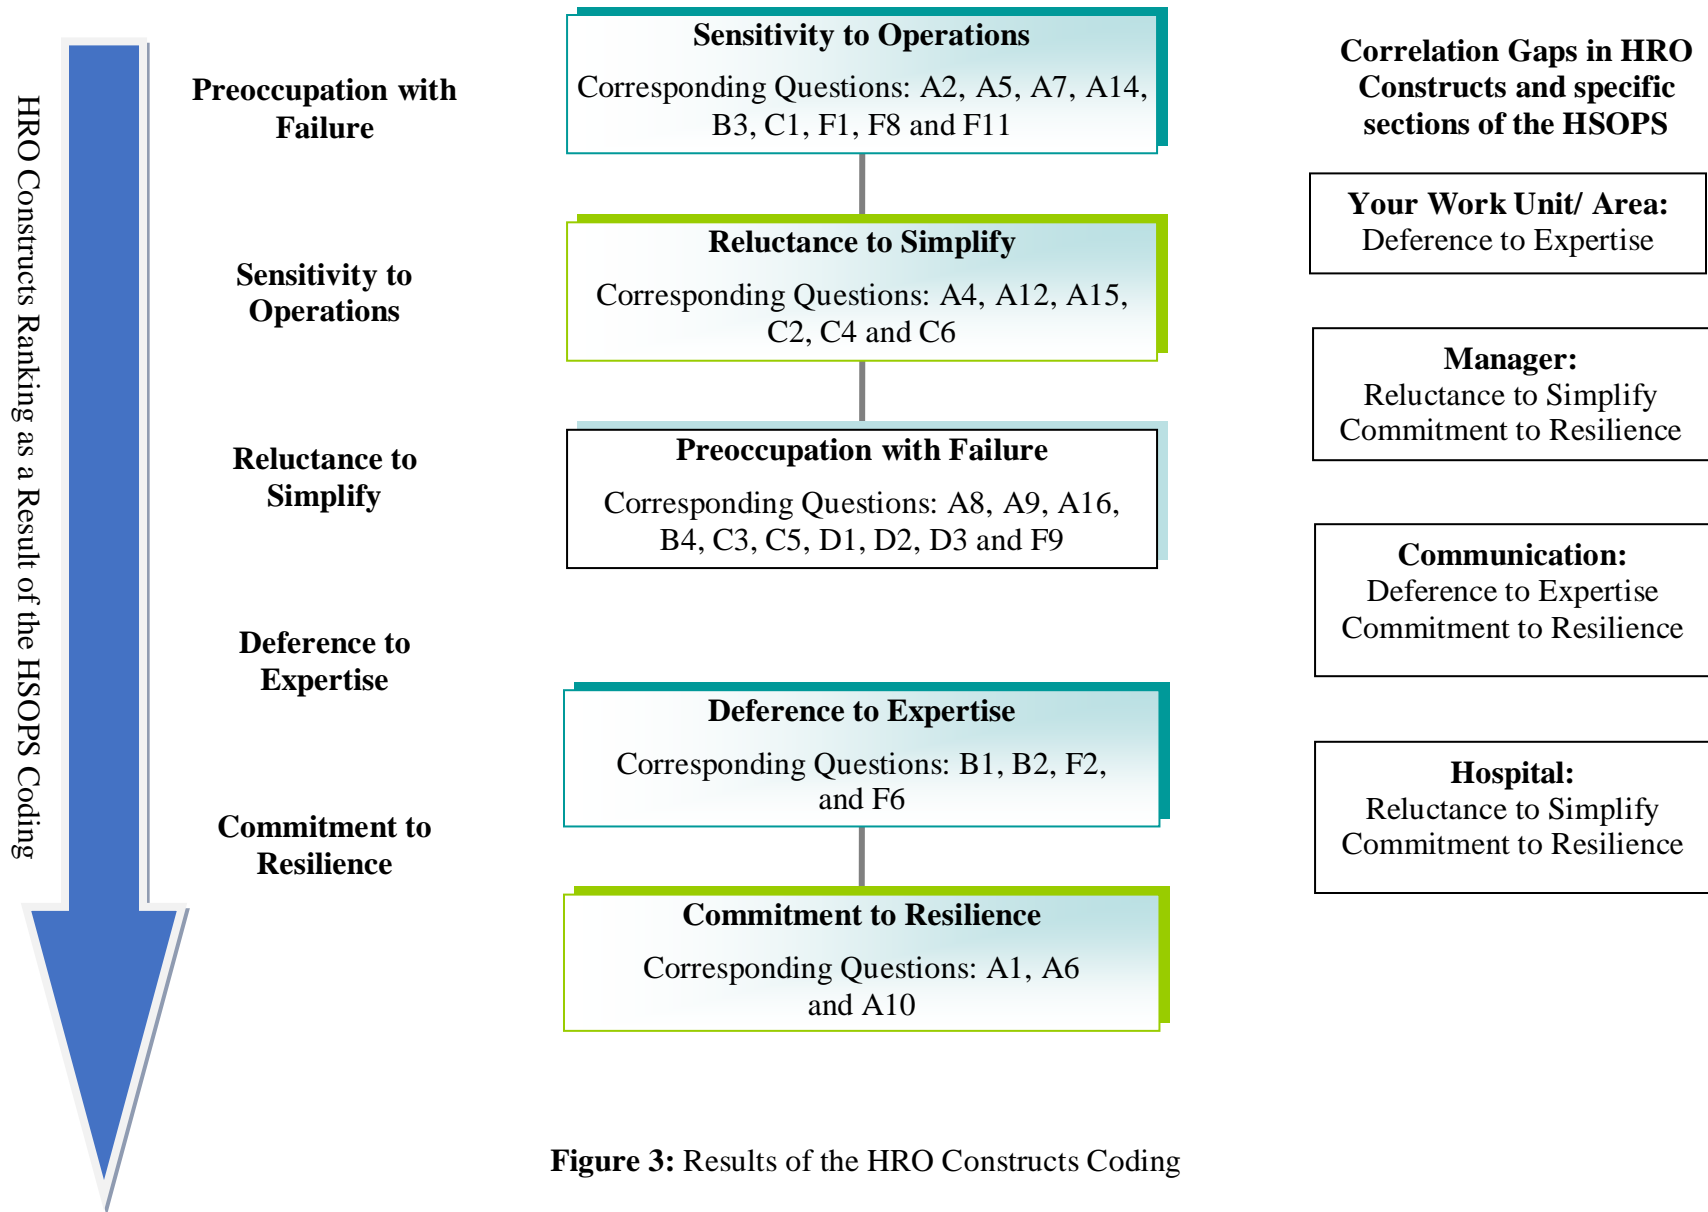 HRO Constructs Ranking as a Result of the HSOPS Coding
Preoccupation with
Failure
Sensitivity to
Operations
Reluctance to
Simplify
Deference to
Expertise
Commitment to
Resilience
Sensitivity to Operations
Corresponding Questions: A2, A5, A7, A14,
B3, C1, F1, F8 and F11
Reluctance to Simplify
Corresponding Questions: A4, A12, A15,
C2, C4 and C6
Preoccupation with Failure
Corresponding Questions: A8, A9, A16,
B4, C3, C5, D1, D2, D3 and F9
Deference to Expertise
Corresponding Questions: B1, B2, F2,
and F6
Commitment to Resilience
Corresponding Questions: A1, A6
and A10
Correlation Gaps in HRO
Constructs and specific
sections of the HSOPS
Your Work Unit/ Area:
Deference to Expertise
Manager:
Reluctance to Simplify
Commitment to Resilience
Communication:
Deference to Expertise
Commitment to Resilience
Hospital:
Reluctance to Simplify
Commitment to Resilience
Figure 3: Results of the HRO Constructs Coding